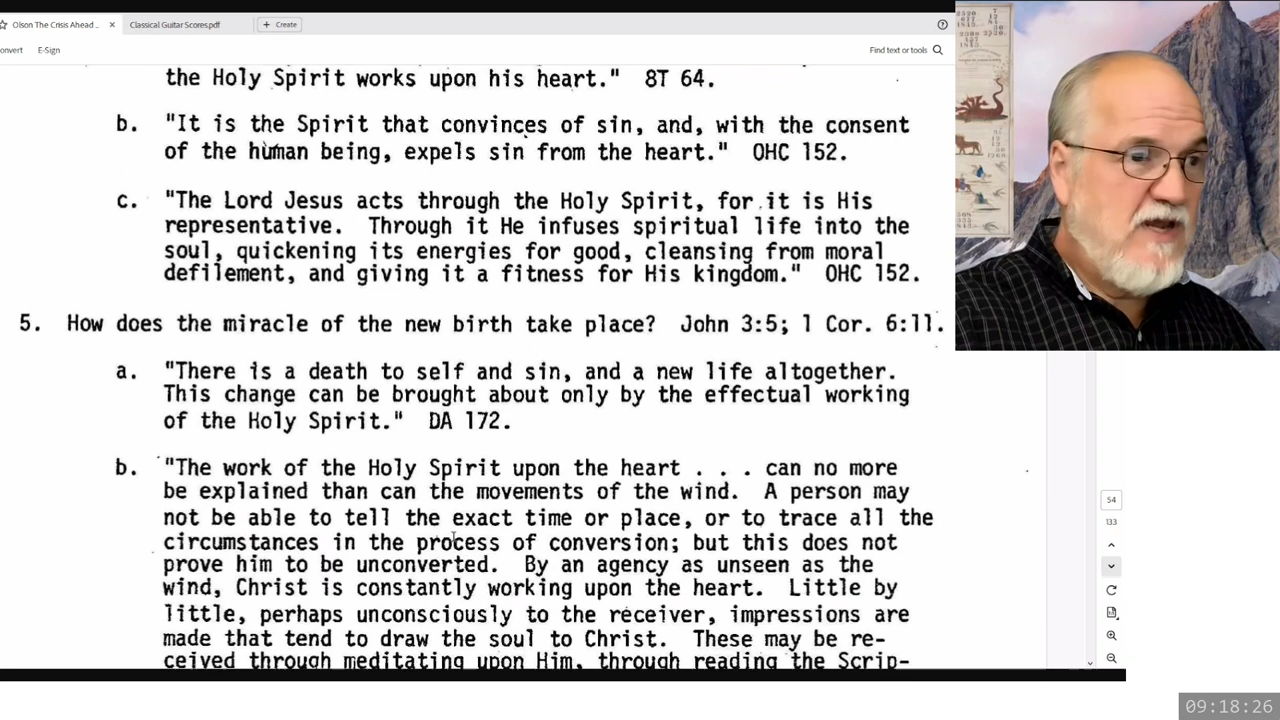 Olson The Crisis Ahead ...
Classical Guitar Scores.pdf
Create
onvert
E-Sign
Find text or tools
the Holy Spirit works upon his heart." 8T 64.
b. "It is the Spirit that convinces of sin, and, with the consent
of the human being, expels sin from the heart." OHC 152.
c. "The Lord Jesus acts through the Holy Spirit, for it is His
representative. Through it He infuses spiritual life into the
soul, quickening its energies for good, cleansing from moral
defilement, and giving it a fitness for His kingdom." OHC 152.
5. How does the miracle of the new birth take place? John 3:5; 1 Cor. 6:11.
a. "There is a death to self and sin, and a new life altogether.
This change can be brought about only by the effectual working
of the Holy Spirit." DA 172.
b. "The work of the Holy Spirit upon the heart . . . can no more
be explained than can the movements of the wind. A person may
not be able to tell the exact time or place, or to trace all the
circumstances in the process of conversion; but this does not
prove him to be unconverted. By an agency as unseen as the
wind, Christ is constantly working upon the heart. Little by
little, perhaps unconsciously to the receiver, impressions are
made that tend to draw the soul to Christ. These may be re-
ceived through meditating upon Him, through reading the Scrip-
54
133
09:18:26